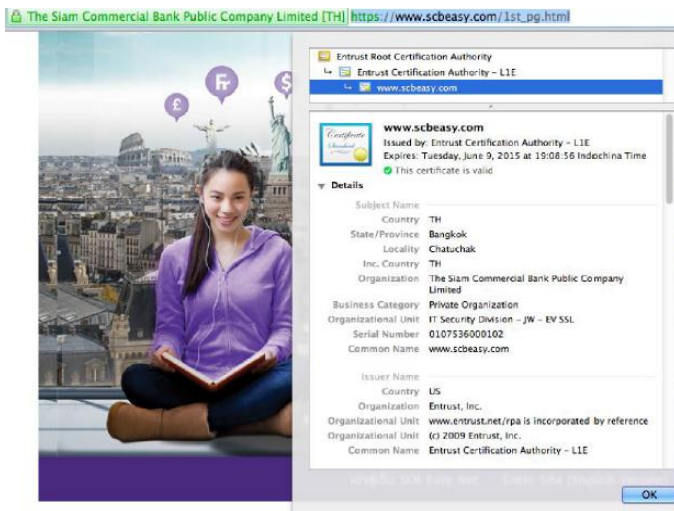 The Siam Commercial Bank Public Company Limited [TH] https://www.scbeasy.com/1st_pg.html
£ Fr $
Entrust Root Certification Authority
Entrust Certification Authority – L1E
www.scbeasy.com
Certificate
Standard
www.scbeasy.com
Issued by: Entrust Certification Authority – L1E
Expires: Tuesday, June 9, 2015 at 19:08:56 Indochina Time
This certificate is valid
Details
Subject Name
Country TH
State/Province Bangkok
Locality Chatuchak
Inc. Country TH
Organization The Siam Commercial Bank Public Company
Limited
Business Category Private Organization
Organizational Unit IT Security Division – JW – EV SSL
Serial Number 0107536000102
Common Name www.scbeasy.com
Issuer Name
Country US
Organization Entrust, Inc.
Organizational Unit www.entrust.net/rpa is incorporated by reference
Organizational Unit (c) 2009 Entrust, Inc.
Common Name Entrust Certification Authority – L1E
SCB Easy Net
OK